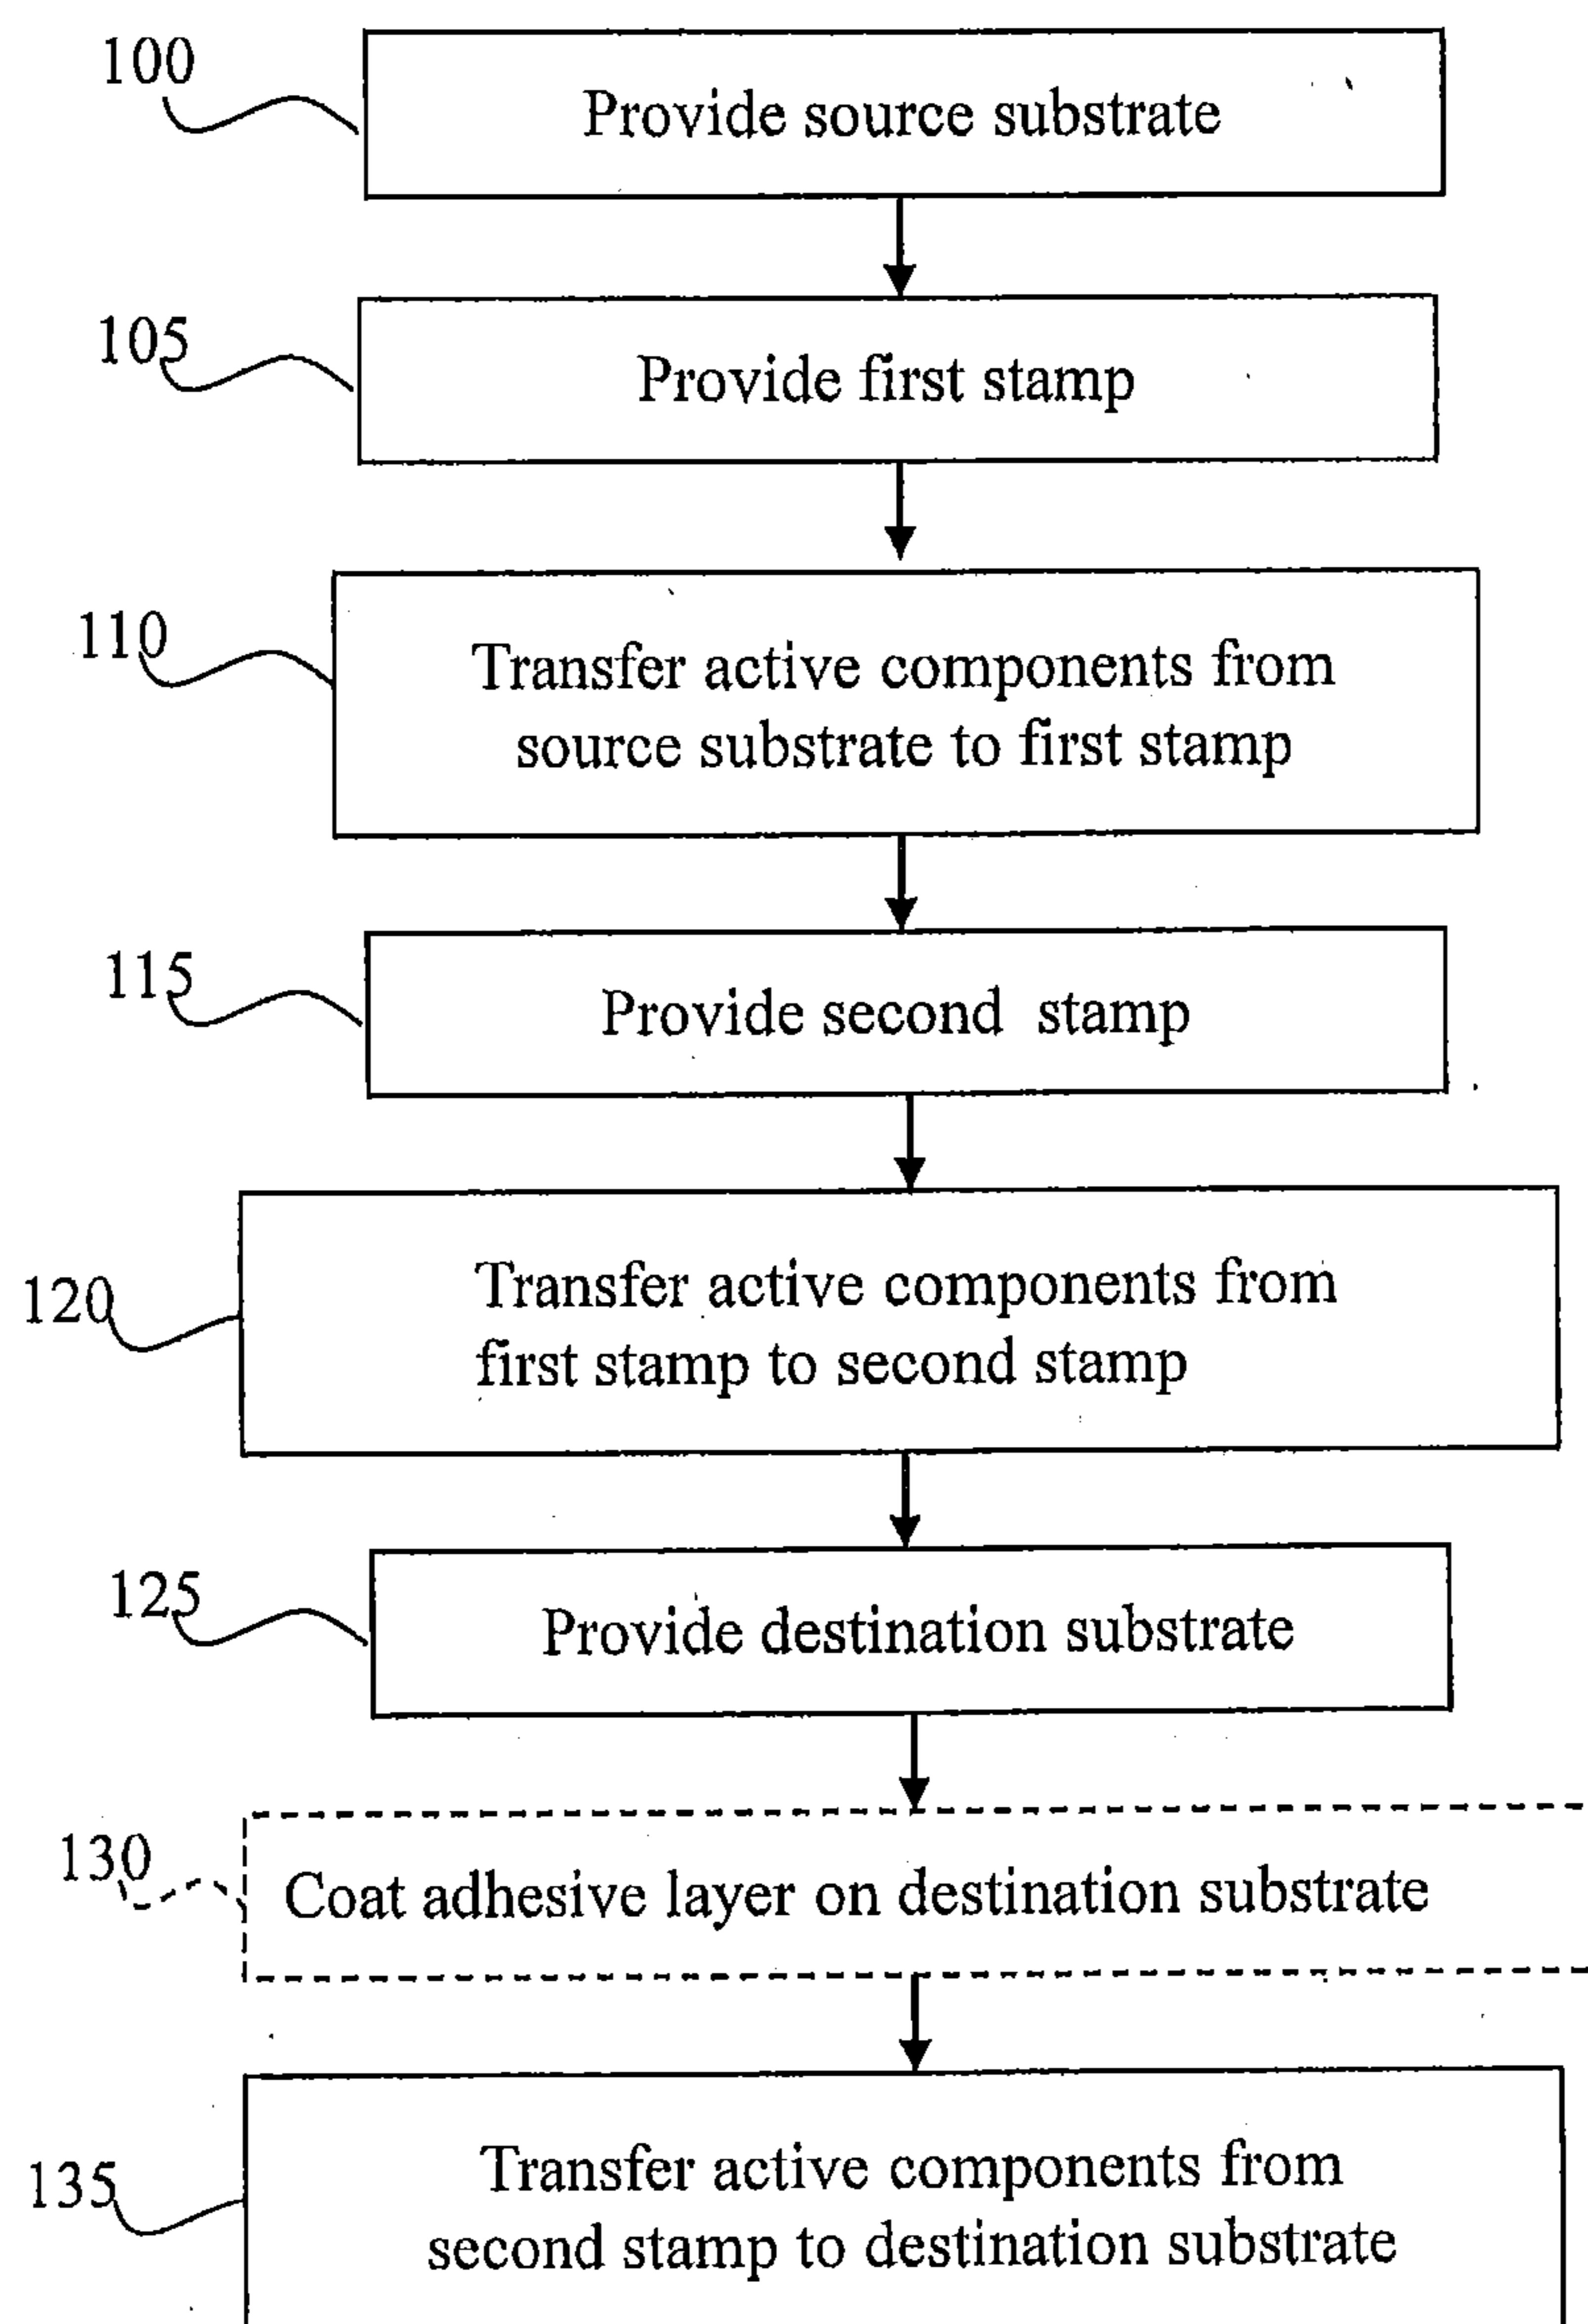 100
Provide source substrate
105
Provide first stamp
110
Transfer active components from
source substrate to first stamp
115
Provide second stamp
120
Transfer active components from
first stamp to second stamp
125
Provide destination substrate
130
Coat adhesive layer on destination substrate
135
Transfer active components from
second stamp to destination substrate